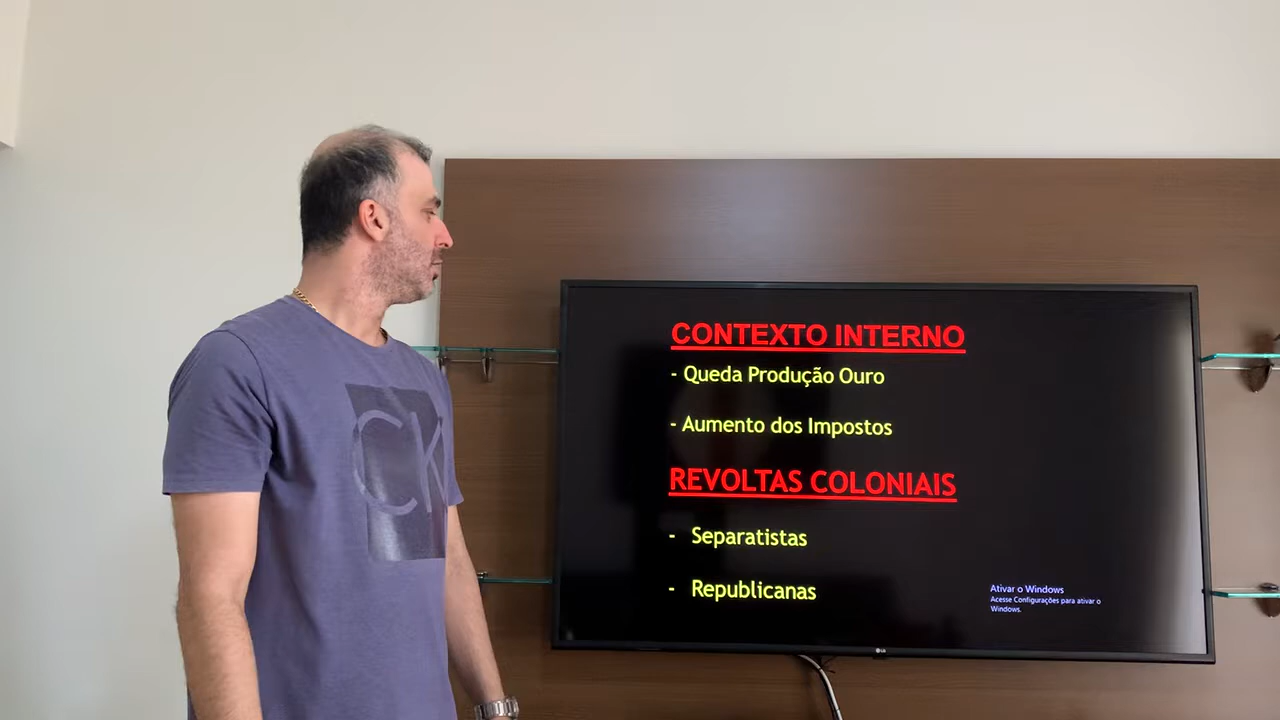 CK
CONTEXTO INTERNO
- Queda Produção Ouro
- Aumento dos Impostos
REVOLTAS COLONIAIS
- Separatistas
- Republicanas
Ativar o Windows
Acesse Configurações para ativar o
Windows.
LG